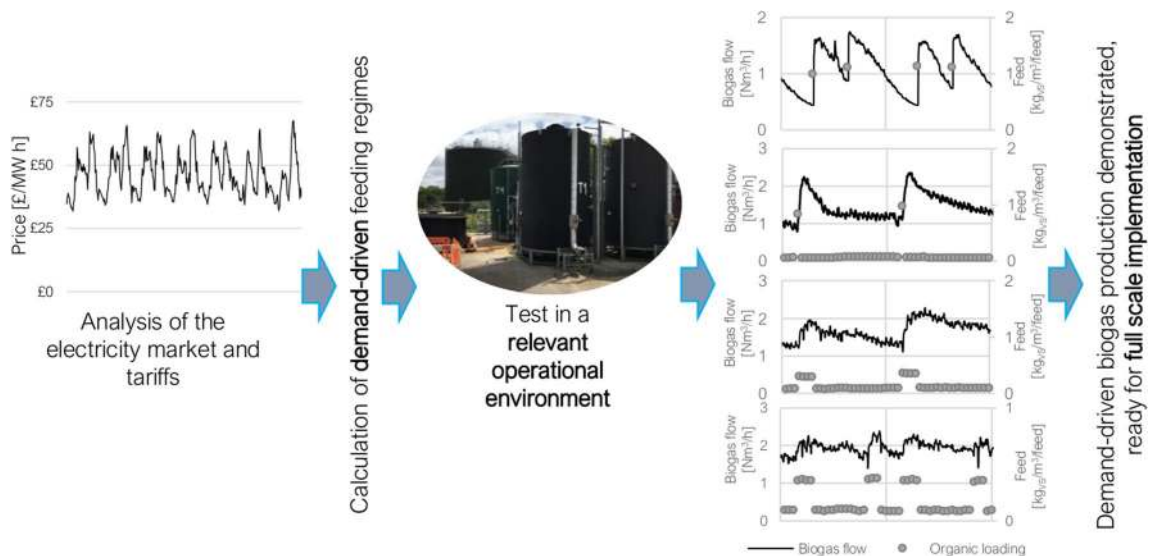 £75
£50
£25
£0
Price [£/MW h]
Analysis of the
electricity market and
tariffs
Calculation of demand-driven feeding regimes
T4
T1
Test in a
relevant
operational
environment
2
1
0
Biogas flow
[Nm³/h]
2
1
0
Feed
[kgVS/m³/feed]
3
2
1
0
Biogas flow
[Nm³/h]
2
1
0
Feed
[kgVS/m³/feed]
3
2
1
0
Biogas flow
[Nm³/h]
2
1
0
Feed
[kgVS/m³/feed]
3
2
1
0
Biogas flow
[Nm³/h]
1
0
Feed
[kgVS/m³/feed]
Biogas flow
Organic loading
Demand-driven biogas production demonstrated,
ready for full scale implementation